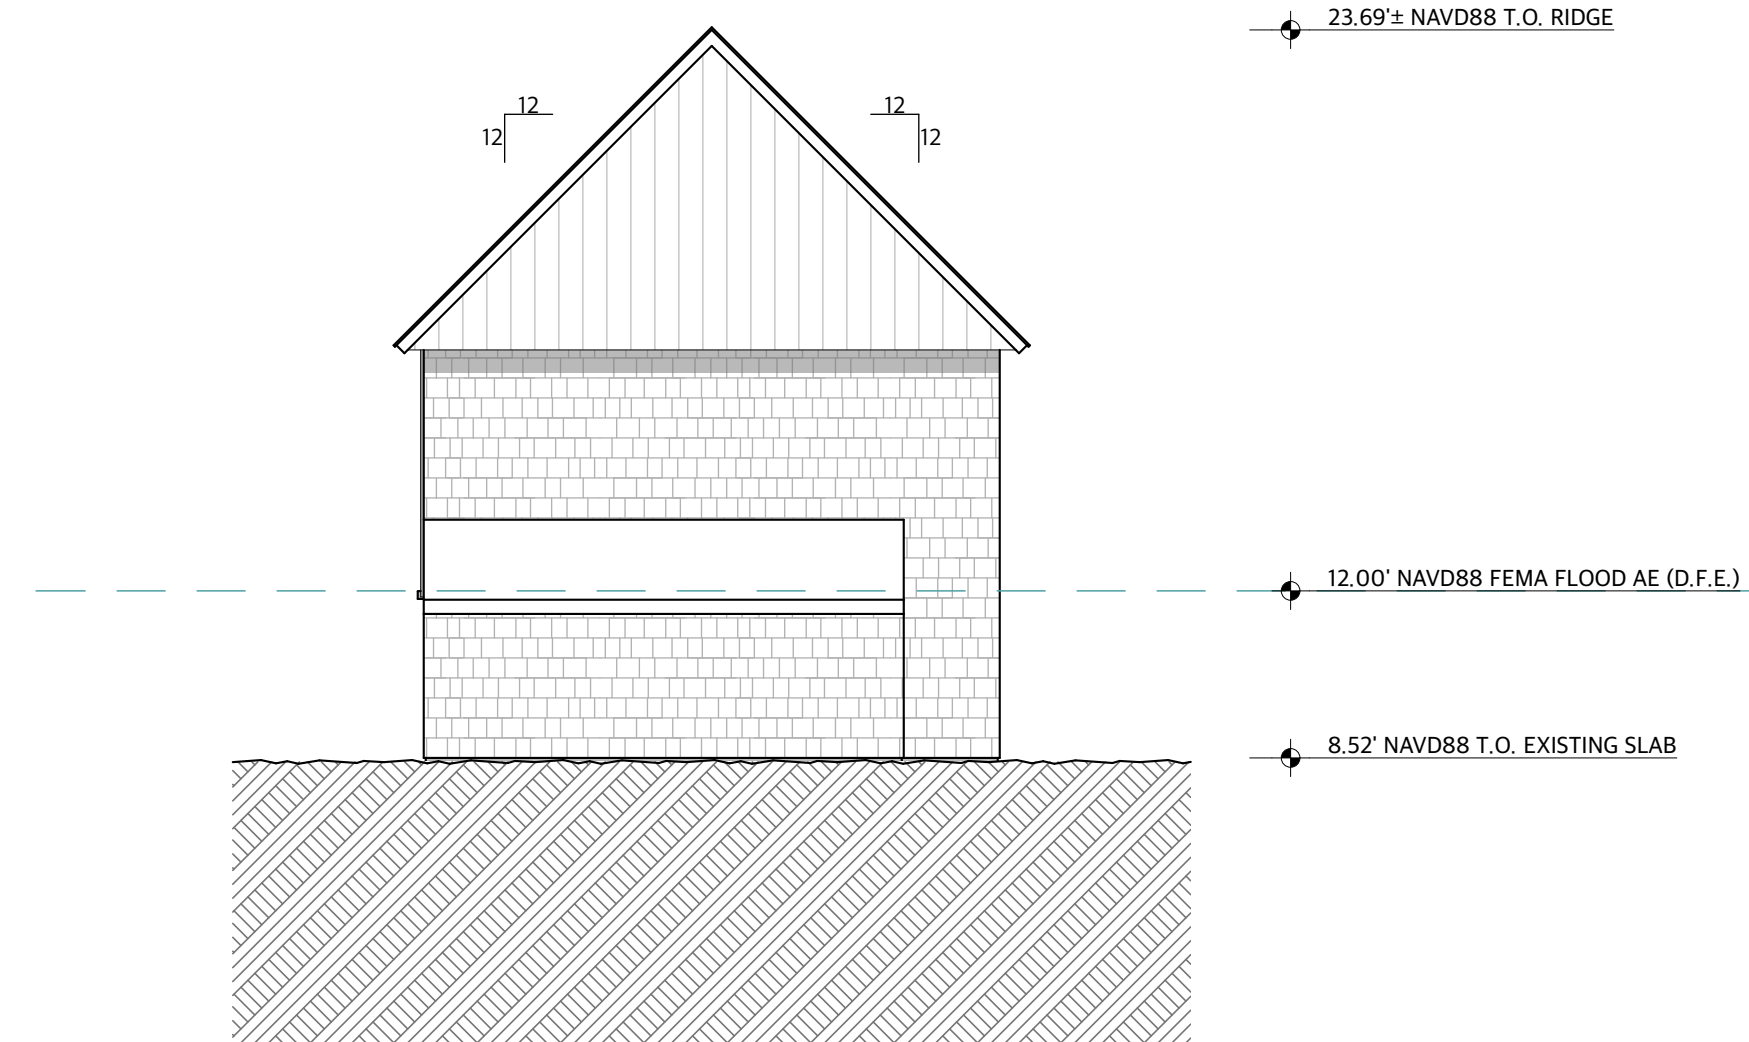 23.69'± NAVD88 T.O. RIDGE
12
12
12
12
12.00' NAVD88 FEMA FLOOD AE (D.F.E.)
8.52' NAVD88 T.O. EXISTING SLAB